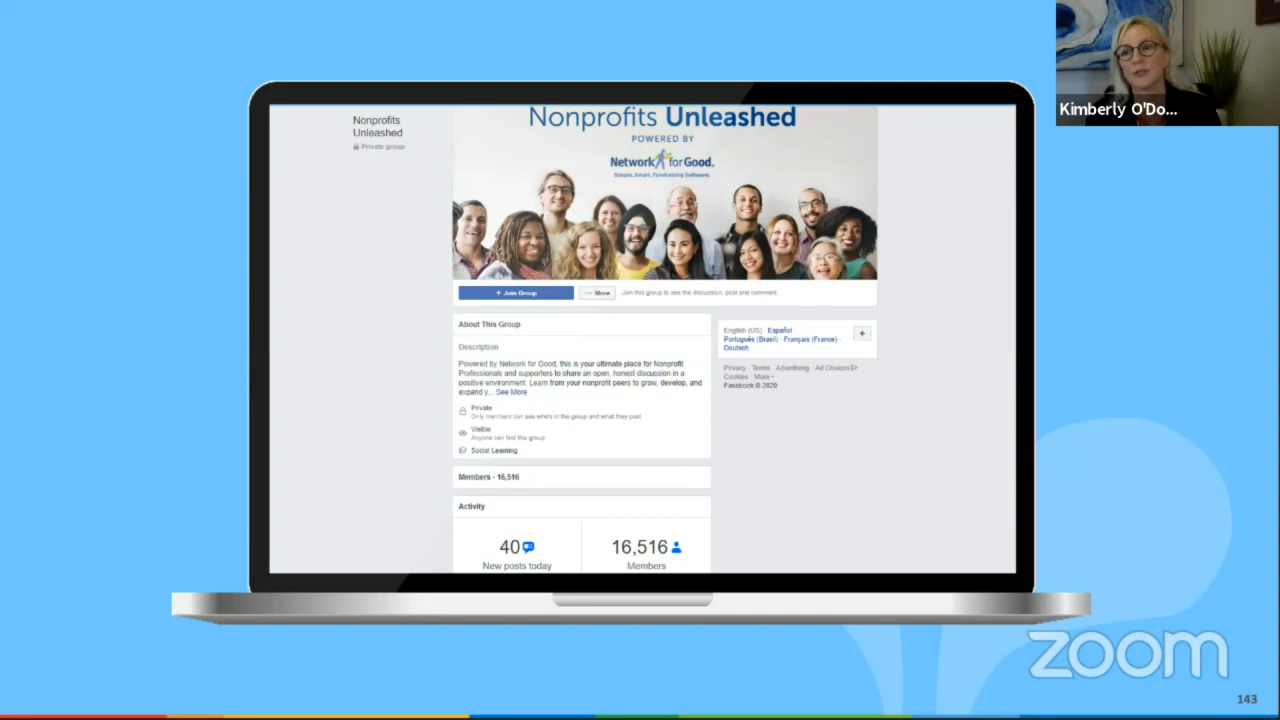 Kimberly O'Do...
Nonprofits
Unleashed
Private group
Nonprofits Unleashed
POWERED BY
Network for Good.
Simple. Smart. Fundraising Software.
+ Join Group
··· More
Join this group to see the discussion, post and comment.
About This Group
Description
Powered by Network for Good, this is your ultimate place for Nonprofit
Professionals and supporters to share an open, honest discussion in a
positive environment. Learn from your nonprofit peers to grow, develop, and
expand y... See More
Private
Only members can see who's in the group and what they post.
Visible
Anyone can find this group.
Social Learning
Members · 16,516
Activity
40
New posts today
16,516
Members
English (US) · Español ·
Português (Brasil) · Français (France) ·
Deutsch
+
Privacy · Terms · Advertising · Ad Choices
Cookies · More
Facebook © 2020
zoom
143